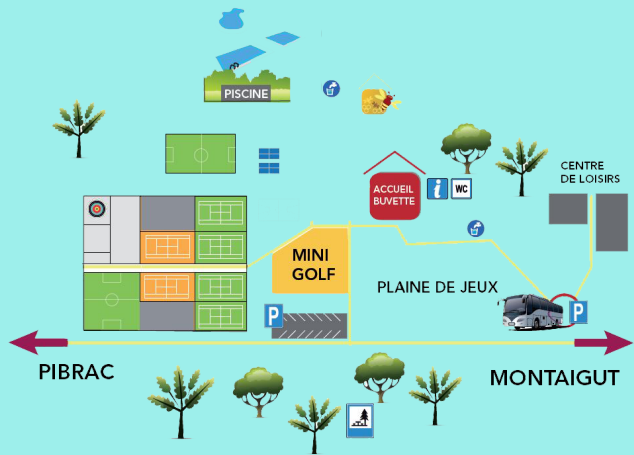 PISCINE
CENTRE
DE LOISIRS
ACCUEIL
BUVETTE
i
WC
MINI
GOLF
PLAINE DE JEUX
P
P
PIBRAC
MONTAIGUT